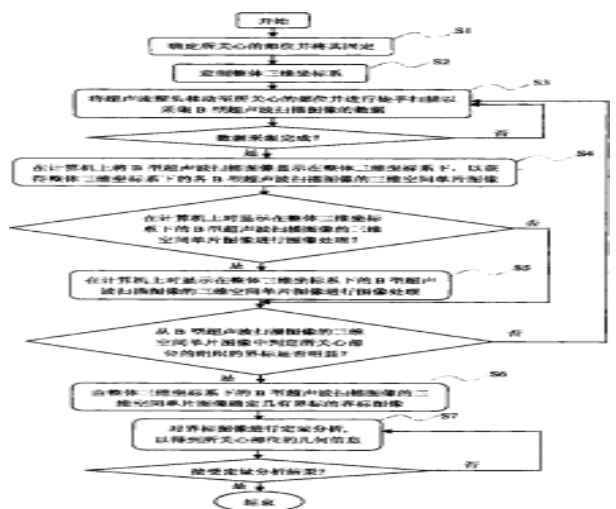 开始
S1
确定所关心的部位并将其固定
S2
定制整体三维坐标系
S3
将超声波探头移动至所关心的部位并进行徒手扫描以
采集B型超声波扫描图像的数据
数据采集完成?
否
是
S4
在计算机上将B型超声波扫描图像显示在整体三维坐标系下，以获
得整体三维坐标系下的各B型超声波扫描图像的三维空间单片图像
在计算机上对显示在整体三维坐标
系下的B型超声波扫描图像的三维
空间单片图像进行图像处理?
否
是
S5
在计算机上对显示在整体三维坐标系下的B型超声
波扫描图像的三维空间单片图像进行图像处理
从B型超声波扫描图像的三维
空间单片图像中判定所关心部
位的组织的界标是否明显?
否
是
S6
由整体三维坐标系下的B型超声波扫描图像的三
维空间单片图像确定具有界标的界标图像
S7
对界标图像进行定量分析，
以得到所关心部位的几何信息
接受定量分析结果?
否
是
结束